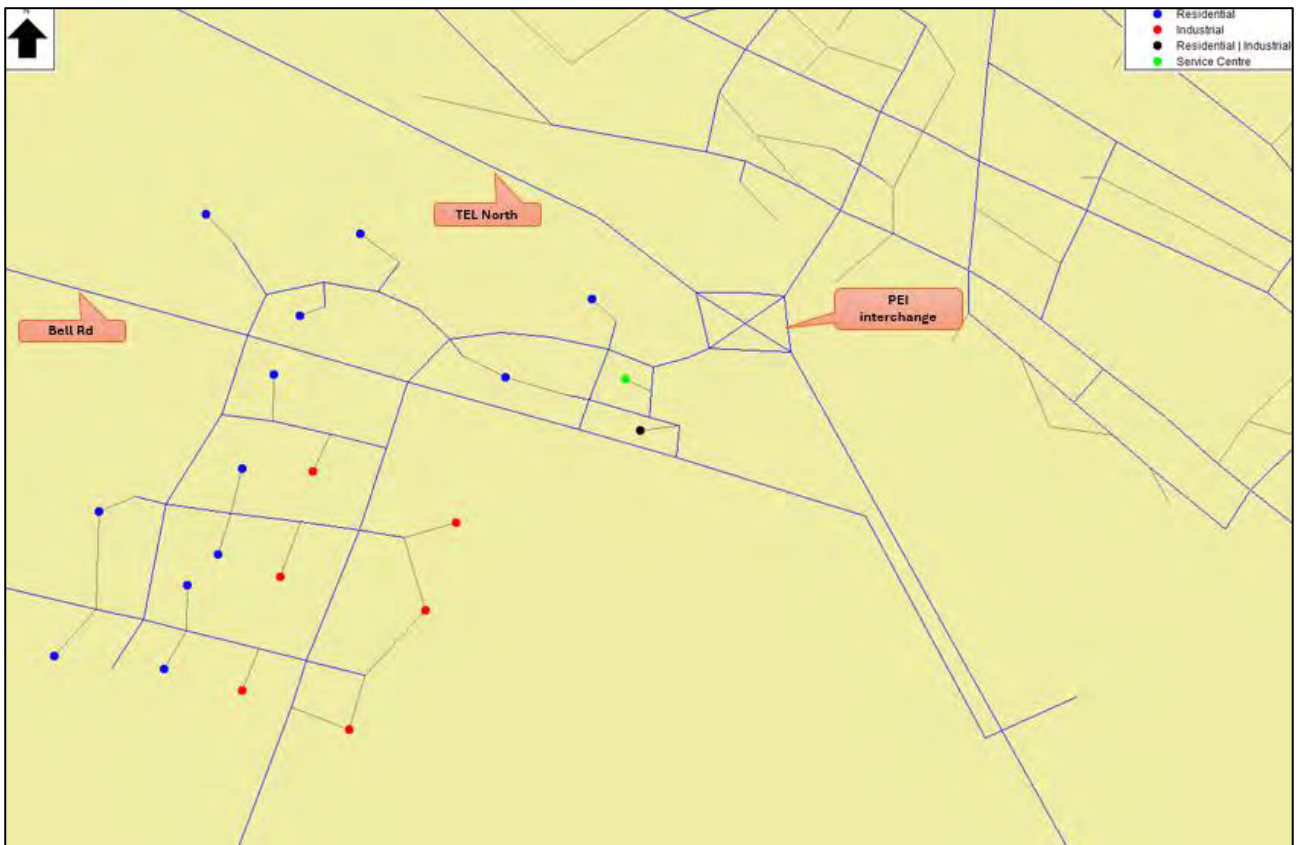 N
Residential
Industrial
Residential | Industrial
Service Centre
TEL North
PEI
interchange
Bell Rd